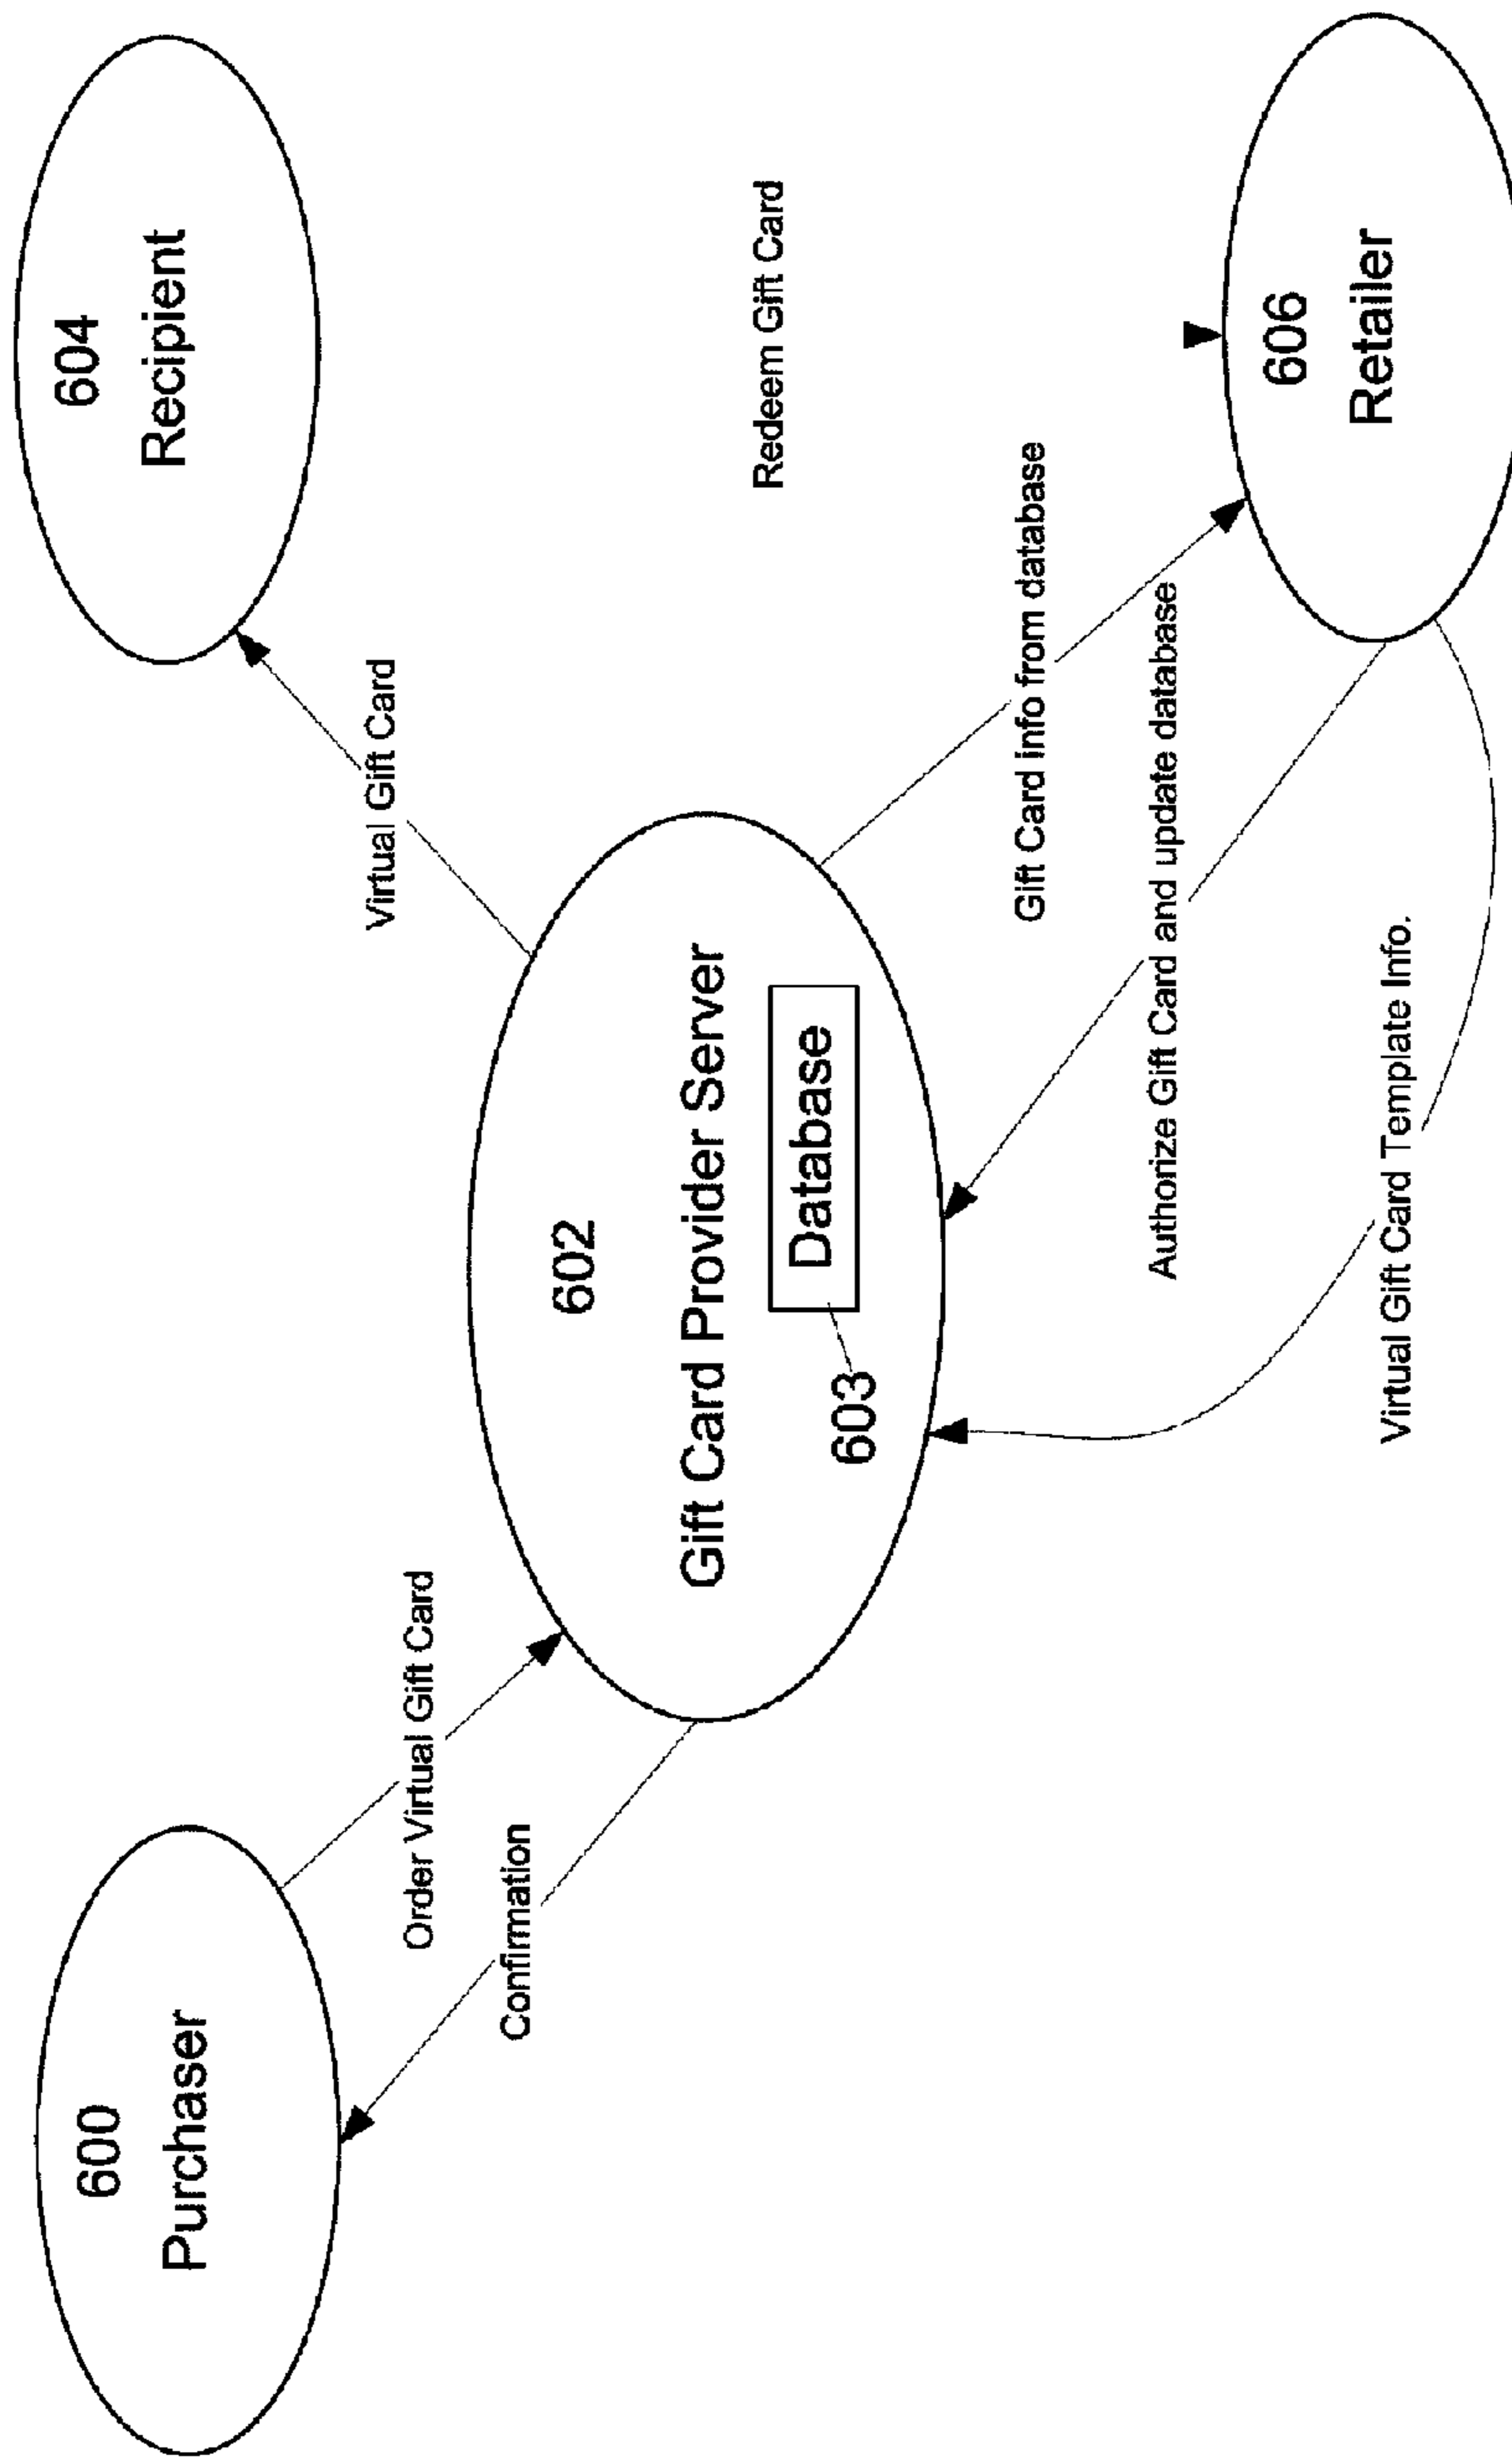 600
Purchaser
Order Virtual Gift Card
Confirmation
602
Gift Card Provider Server
Database
603
Virtual Gift Card
604
Recipient
Redeem Gift Card
Gift Card info from database
Authorize Gift Card and update database
Virtual Gift Card Template Info.
606
Retailer